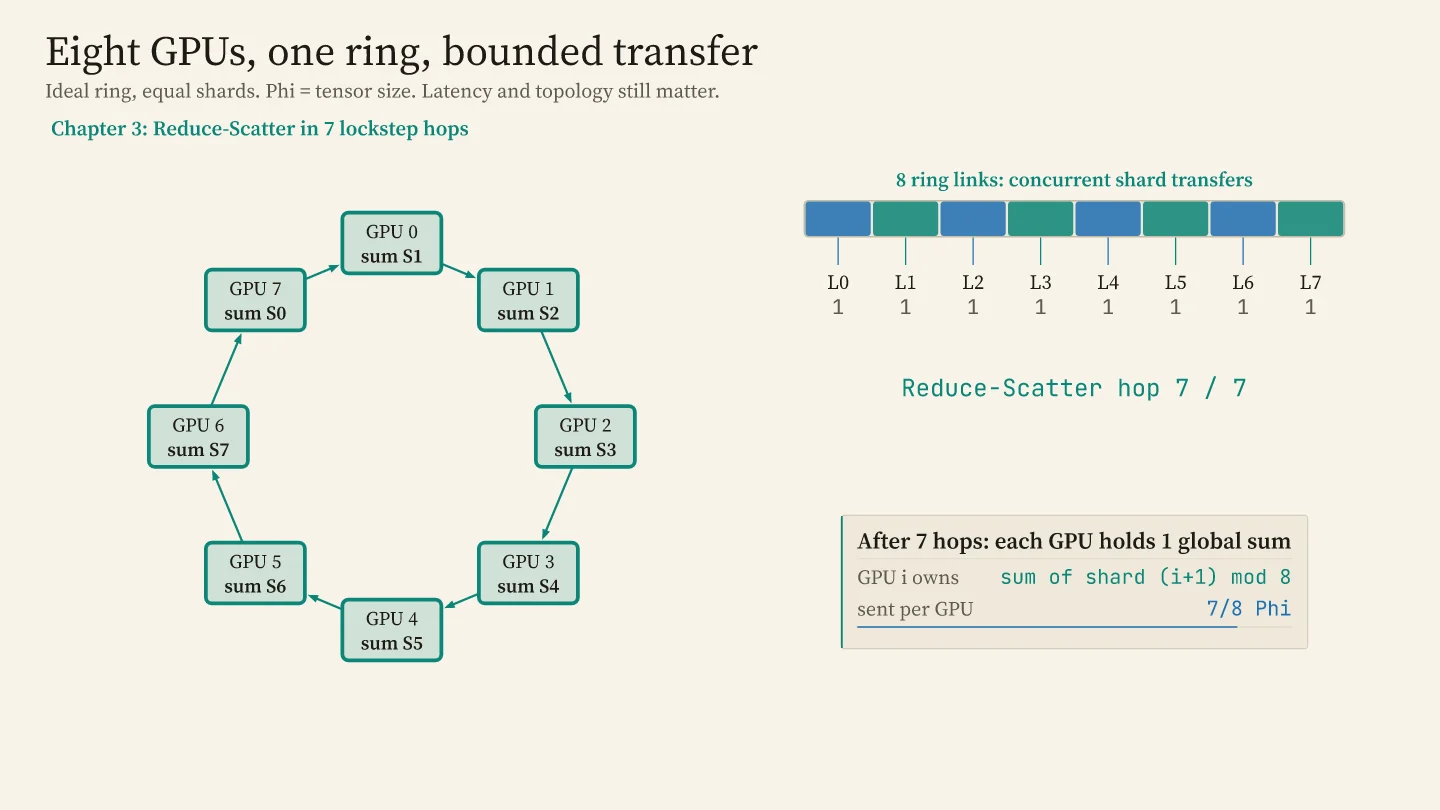 Eight GPUs, one ring, bounded transfer
Ideal ring, equal shards. Phi = tensor size. Latency and topology still matter.
Chapter 3: Reduce-Scatter in 7 lockstep hops
GPU 0
sum S1
GPU 1
sum S2
GPU 2
sum S3
GPU 3
sum S4
GPU 4
sum S5
GPU 5
sum S6
GPU 6
sum S7
GPU 7
sum S0
8 ring links: concurrent shard transfers
L0 L1 L2 L3 L4 L5 L6 L7
1 1 1 1 1 1 1 1
Reduce-Scatter hop 7 / 7
After 7 hops: each GPU holds 1 global sum
GPU i owns sum of shard (i+1) mod 8
sent per GPU 7/8 Phi